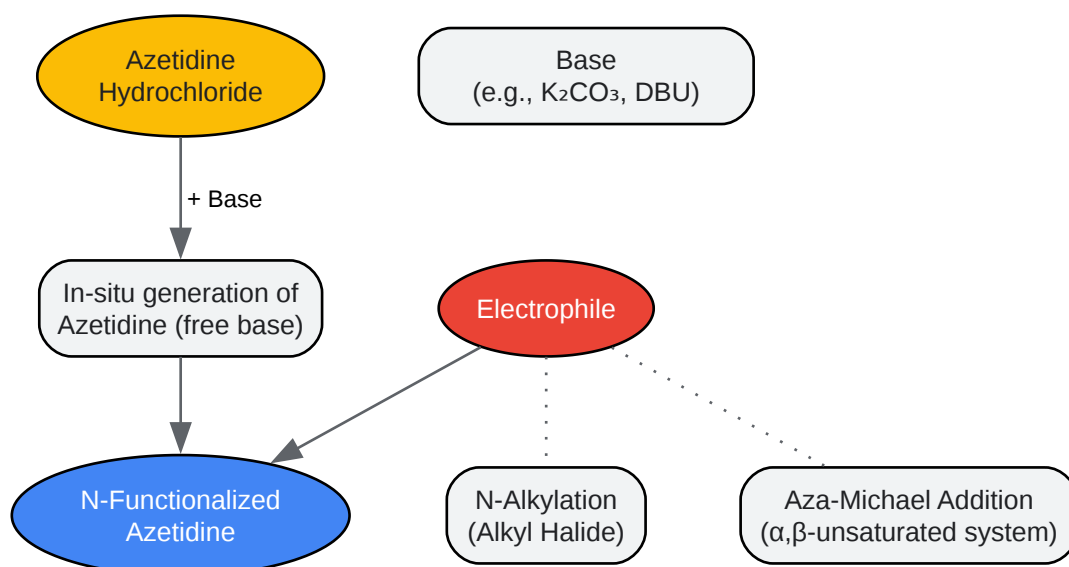 Azetidine
Hydrochloride
Base
(e.g., K₂CO₃, DBU)
+ Base
In-situ generation of
Azetidine (free base)
Electrophile
N-Functionalized
Azetidine
N-Alkylation
(Alkyl Halide)
Aza-Michael Addition
(α,β-unsaturated system)